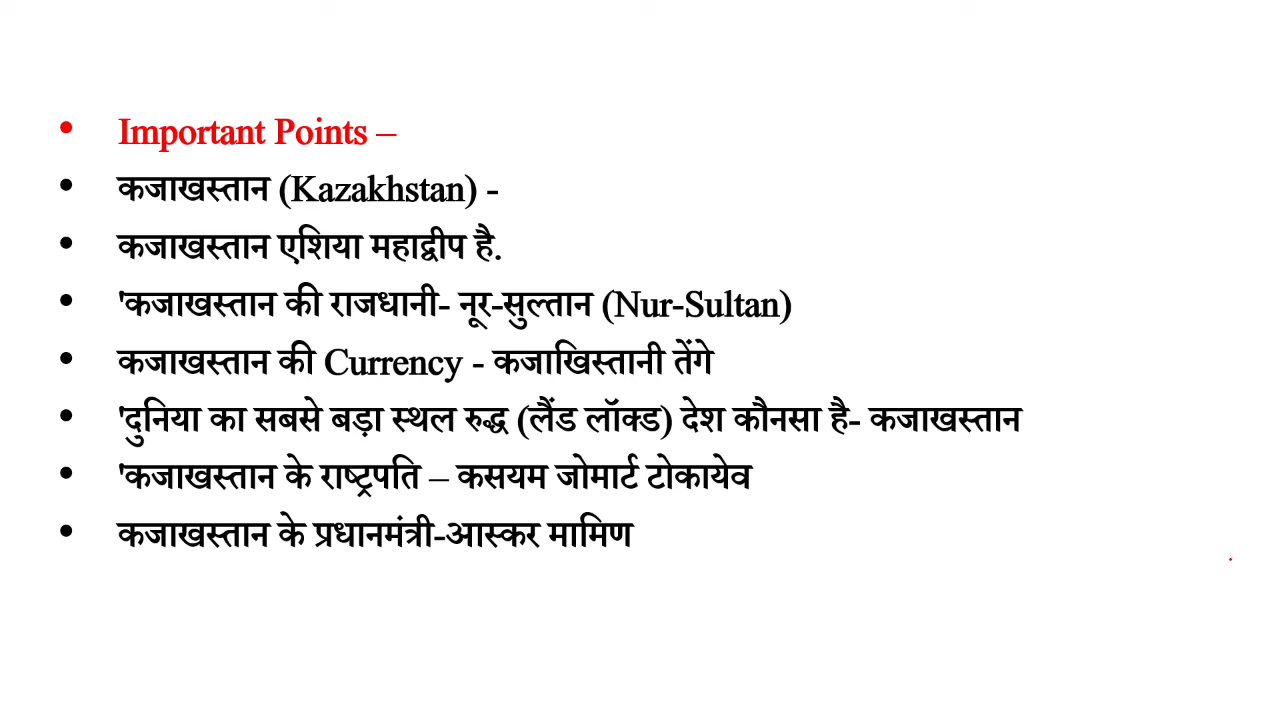 • Important Points –
• कजाखस्तान (Kazakhstan) -
• कजाखस्तान एशिया महाद्वीप है.
• 'कजाखस्तान की राजधानी- नूर-सुल्तान (Nur-Sultan)
• कजाखस्तान की Currency - कजाखिस्तानी तेंगे
• 'दुनिया का सबसे बड़ा स्थल रुद्ध (लैंड लॉक्ड) देश कौनसा है- कजाखस्तान
• 'कजाखस्तान के राष्ट्रपति – कसयम जोमार्ट टोकायेव
• कजाखस्तान के प्रधानमंत्री-आस्कर मामिण